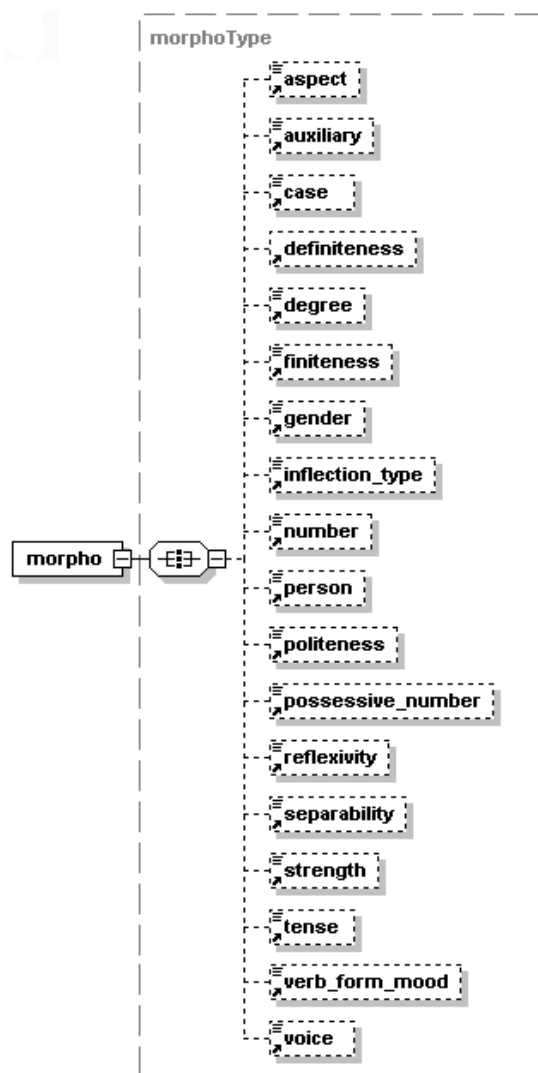 morphoType
aspect
auxiliary
case
definiteness
degree
finiteness
gender
inflection_type
number
morpho
person
politeness
possessive_number
reflexivity
separability
strength
tense
verb_form_mood
voice